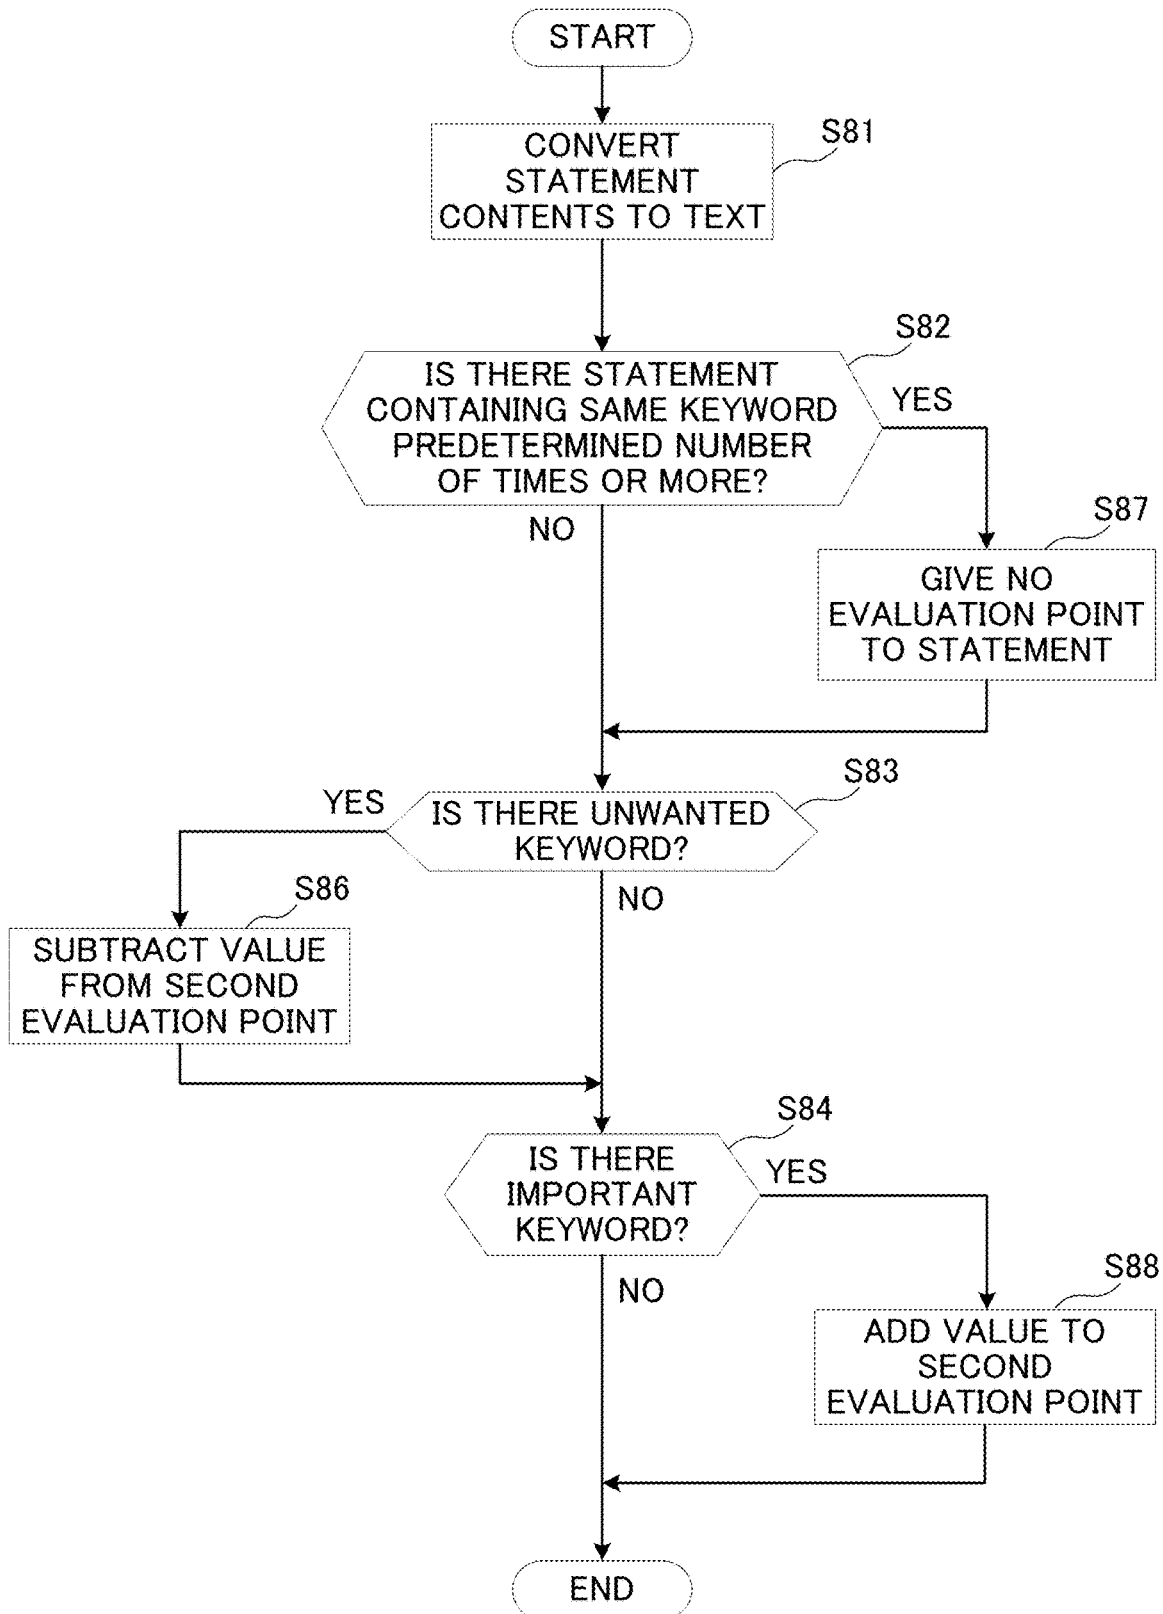 START
S81
CONVERT
STATEMENT
CONTENTS TO TEXT
S82
IS THERE STATEMENT
CONTAINING SAME KEYWORD
PREDETERMINED NUMBER
OF TIMES OR MORE?
YES
NO
S87
GIVE NO
EVALUATION POINT
TO STATEMENT
S83
YES
IS THERE UNWANTED
KEYWORD?
NO
S86
SUBTRACT VALUE
FROM SECOND
EVALUATION POINT
S84
IS THERE
IMPORTANT
KEYWORD?
YES
NO
S88
ADD VALUE TO
SECOND
EVALUATION POINT
END